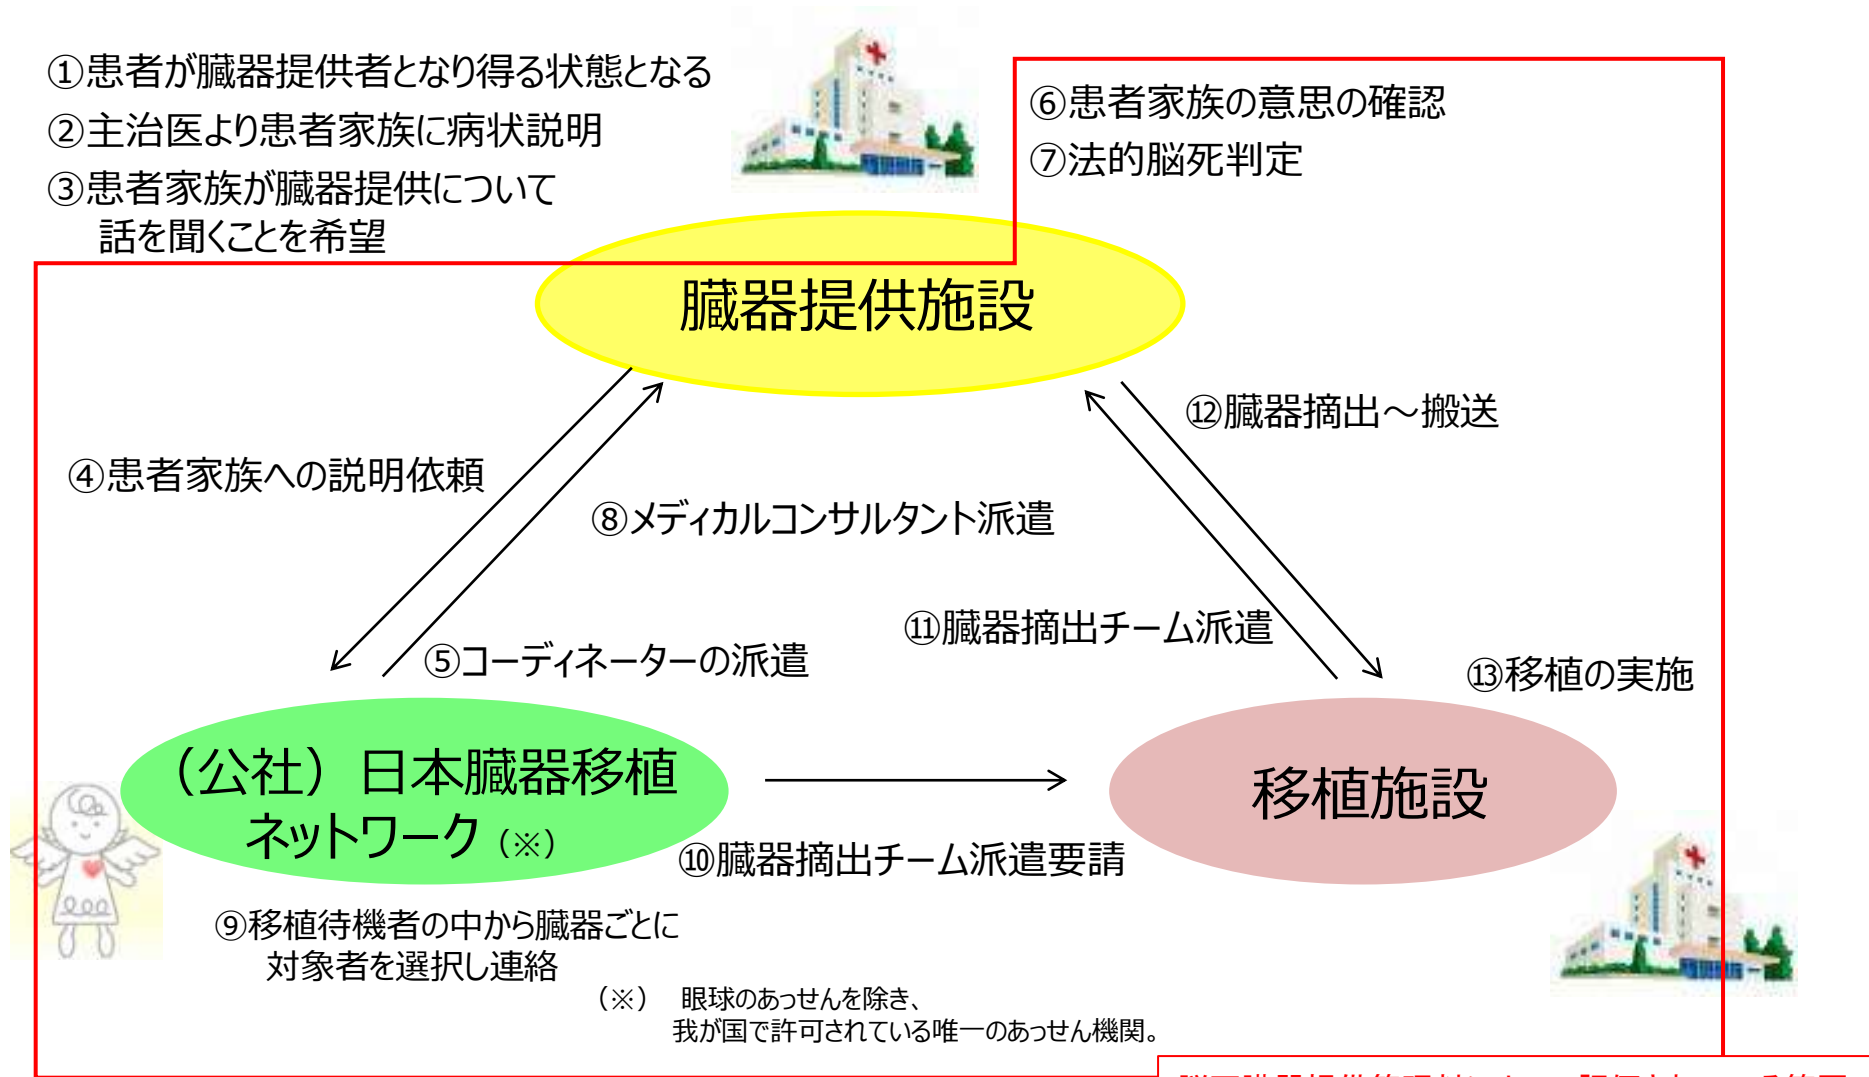 ①患者が臓器提供者となり得る状態となる
②主治医より患者家族に病状説明
③患者家族が臓器提供について
話を聞くことを希望
⑥患者家族の意思の確認
⑦法的脳死判定
臓器提供施設
⑫臓器摘出～搬送
④患者家族への説明依頼
⑧メディカルコンサルタント派遣
⑪臓器摘出チーム派遣
⑤コーディネーターの派遣
⑬移植の実施
（公社）日本臓器移植
ネットワーク（※）
移植施設
⑩臓器摘出チーム派遣要請
⑨移植待機者の中から臓器ごとに
対象者を選択し連絡
（※）　眼球のあっせんを除き、
我が国で許可されている唯一のあっせん機関。